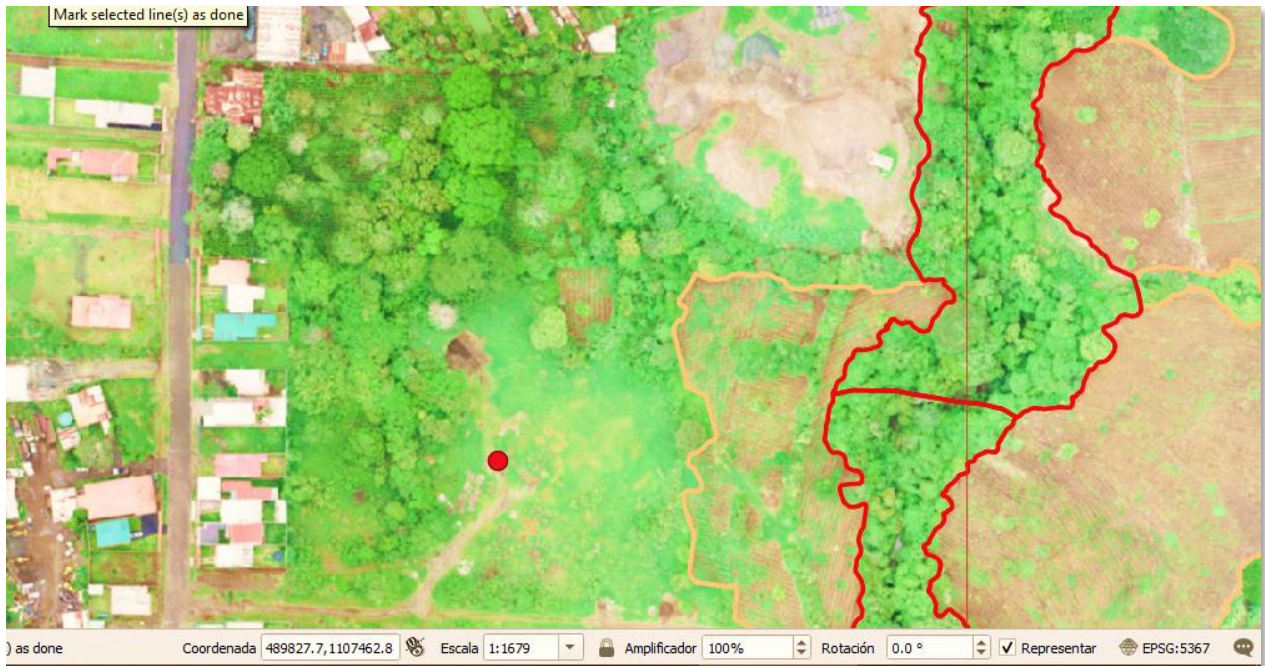 Mark selected line(s) as done
) as done Coordenada 489827.7,1107462.8 Escala 1:1679 Amplificador 100% Rotación 0.0 ° Representar EPSG:5367